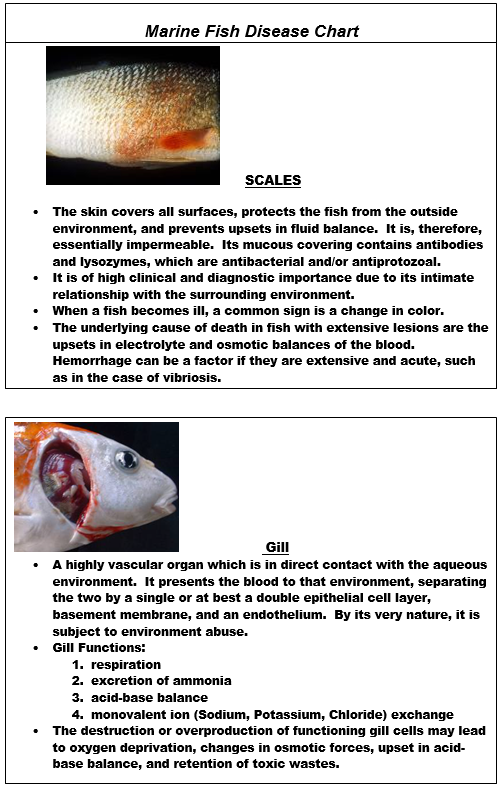 Marine Fish Disease Chart
SCALES
• The skin covers all surfaces, protects the fish from the outside
environment, and prevents upsets in fluid balance. It is, therefore,
essentially impermeable. Its mucous covering contains antibodies
and lysozymes, which are antibacterial and/or antiprotozoal.
• It is of high clinical and diagnostic importance due to its intimate
relationship with the surrounding environment.
• When a fish becomes ill, a common sign is a change in color.
• The underlying cause of death in fish with extensive lesions are the
upsets in electrolyte and osmotic balances of the blood.
Hemorrhage can be a factor if they are extensive and acute, such
as in the case of vibriosis.
Gill
• A highly vascular organ which is in direct contact with the aqueous
environment. It presents the blood to that environment, separating
the two by a single or at best a double epithelial cell layer,
basement membrane, and an endothelium. By its very nature, it is
subject to environment abuse.
• Gill Functions:
1. respiration
2. excretion of ammonia
3. acid-base balance
4. monovalent ion (Sodium, Potassium, Chloride) exchange
• The destruction or overproduction of functioning gill cells may lead
to oxygen deprivation, changes in osmotic forces, upset in acid-
base balance, and retention of toxic wastes.